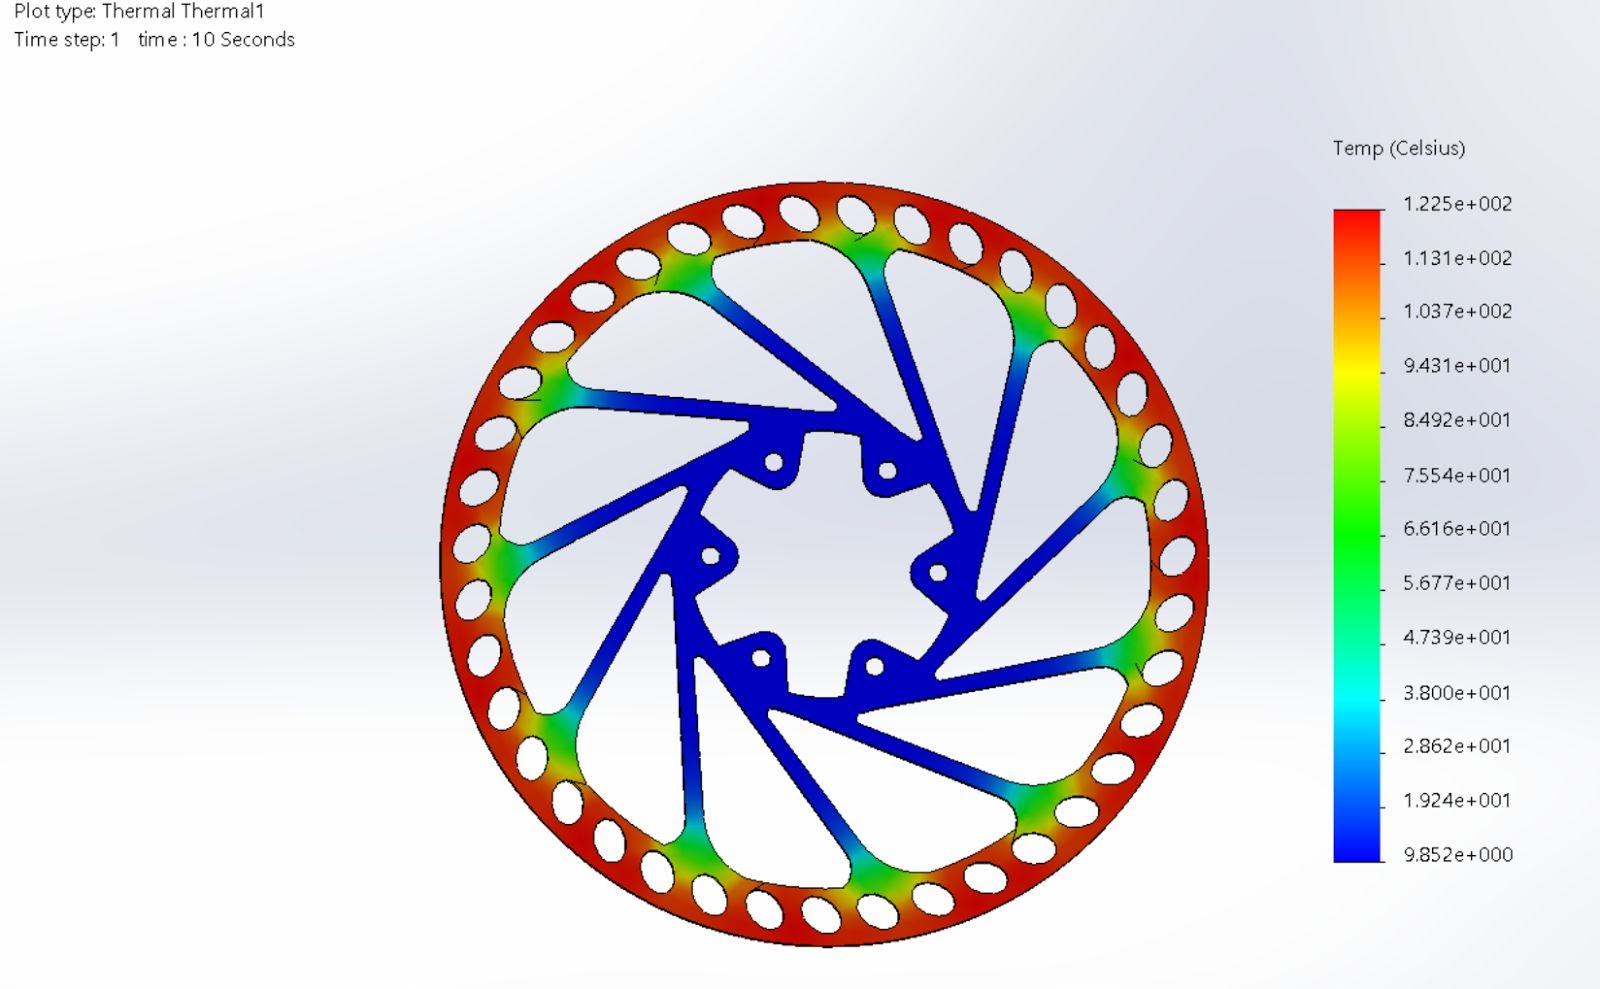 Plot type: Thermal Thermal1
Time step: 1 time : 10 Seconds
Temp (Celsius)
1.225e+002
1.131e+002
1.037e+002
9.431e+001
8.492e+001
7.554e+001
6.616e+001
5.677e+001
4.739e+001
3.800e+001
2.862e+001
1.924e+001
9.852e+000